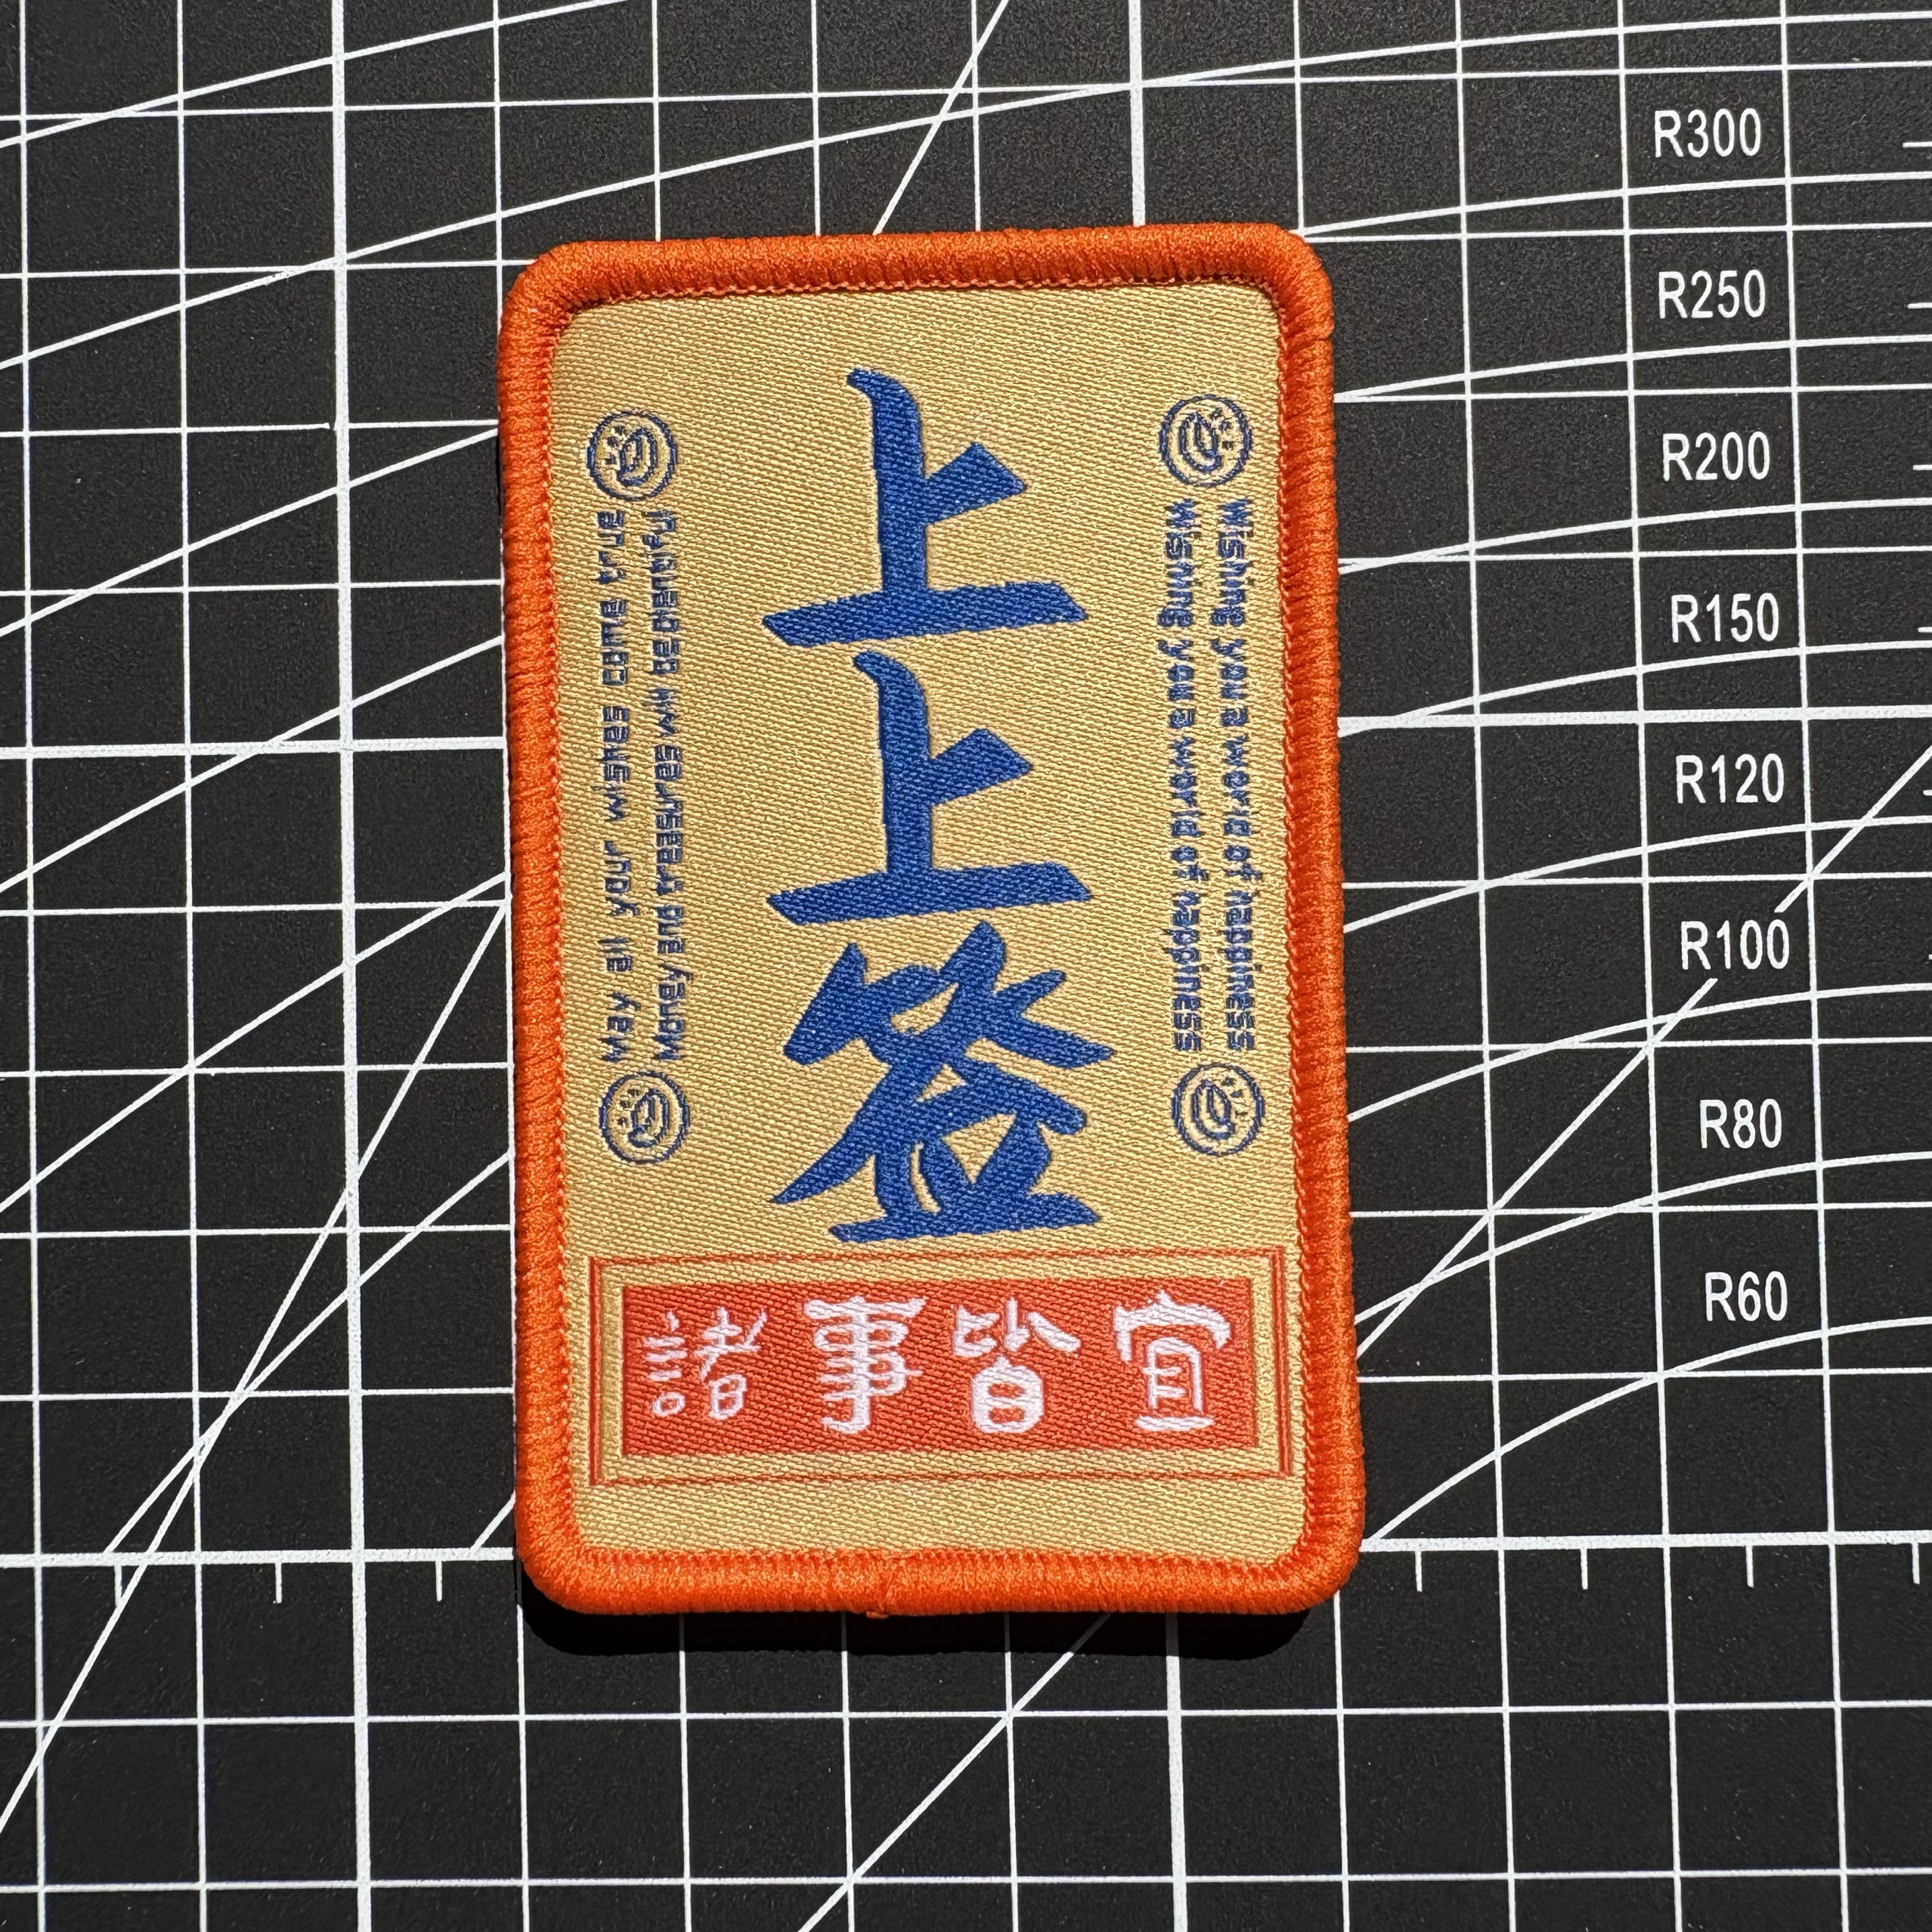 上上签
May all your wishes come true
Money and treasures will be plentiful
Wishing you a world of happiness
Wishing you a world of happiness
諸事皆宜
R300
R250
R200
R150
R120
R100
R80
R60